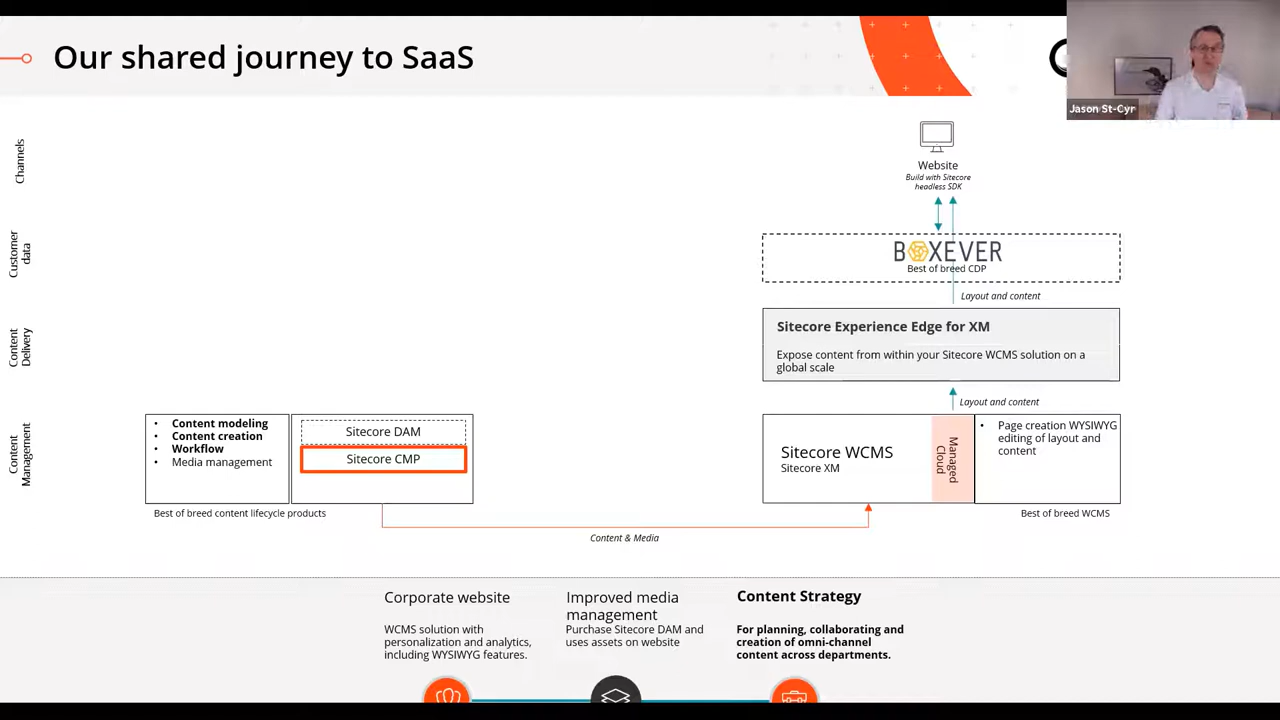 Our shared journey to SaaS
Jason St-Cyr
Channels
Website
Build with Sitecore
headless SDK
Customer
data
BOXEVER
Best of breed CDP
Layout and content
Content
Delivery
Sitecore Experience Edge for XM
Expose content from within your Sitecore WCMS solution on a
global scale
Layout and content
Content
Management
• Content modeling
• Content creation
• Workflow
• Media management
Sitecore DAM
Sitecore CMP
Best of breed content lifecycle products
Sitecore WCMS
Sitecore XM
Managed
Cloud
• Page creation WYSIWYG
editing of layout and
content
Best of breed WCMS
Content & Media
Corporate website
WCMS solution with
personalization and analytics,
including WYSIWYG features.
Improved media
management
Purchase Sitecore DAM and
uses assets on website
Content Strategy
For planning, collaborating and
creation of omni-channel
content across departments.